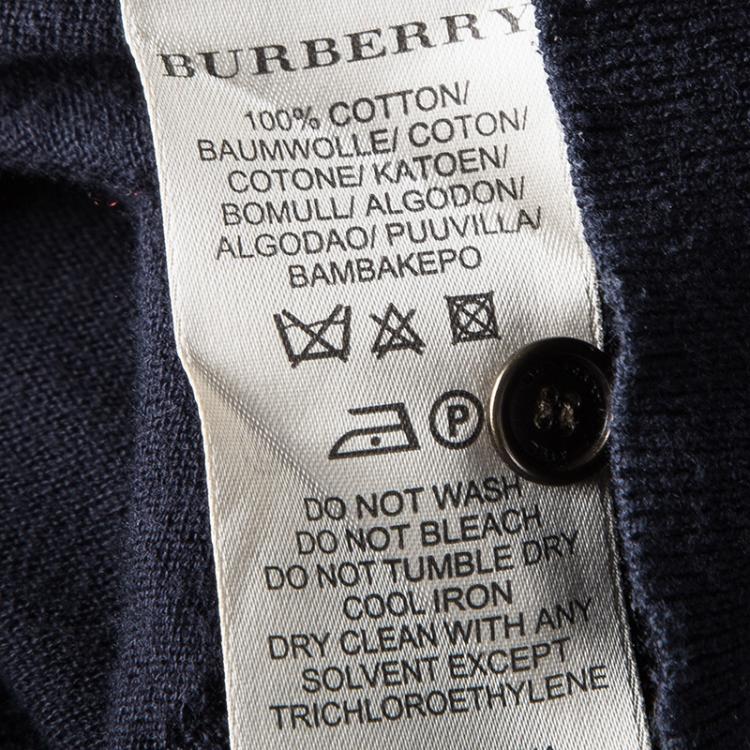 BURBERRY
100% COTTON/
BAUMWOLLE/ COTON/
COTONE/ KATOEN/
BOMULL/ ALGODON/
ALGODAO/ PUUVILLA/
BAMBAKEPO
P
DO NOT WASH
DO NOT BLEACH
DO NOT TUMBLE DRY
COOL IRON
DRY CLEAN WITH ANY
SOLVENT EXCEPT
TRICHLOROETHYLENE